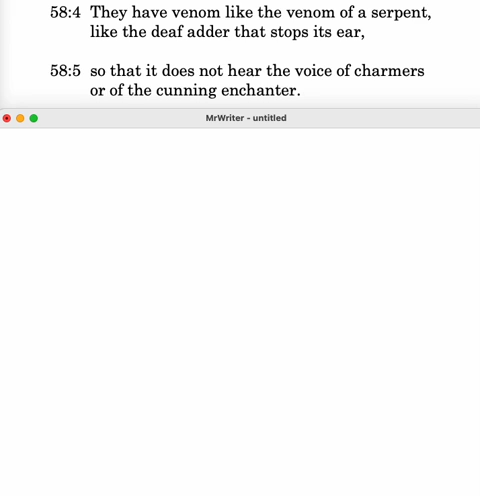 58:4 They have venom like the venom of a serpent,
like the deaf adder that stops its ear,
58:5 so that it does not hear the voice of charmers
or of the cunning enchanter.
MrWriter - untitled